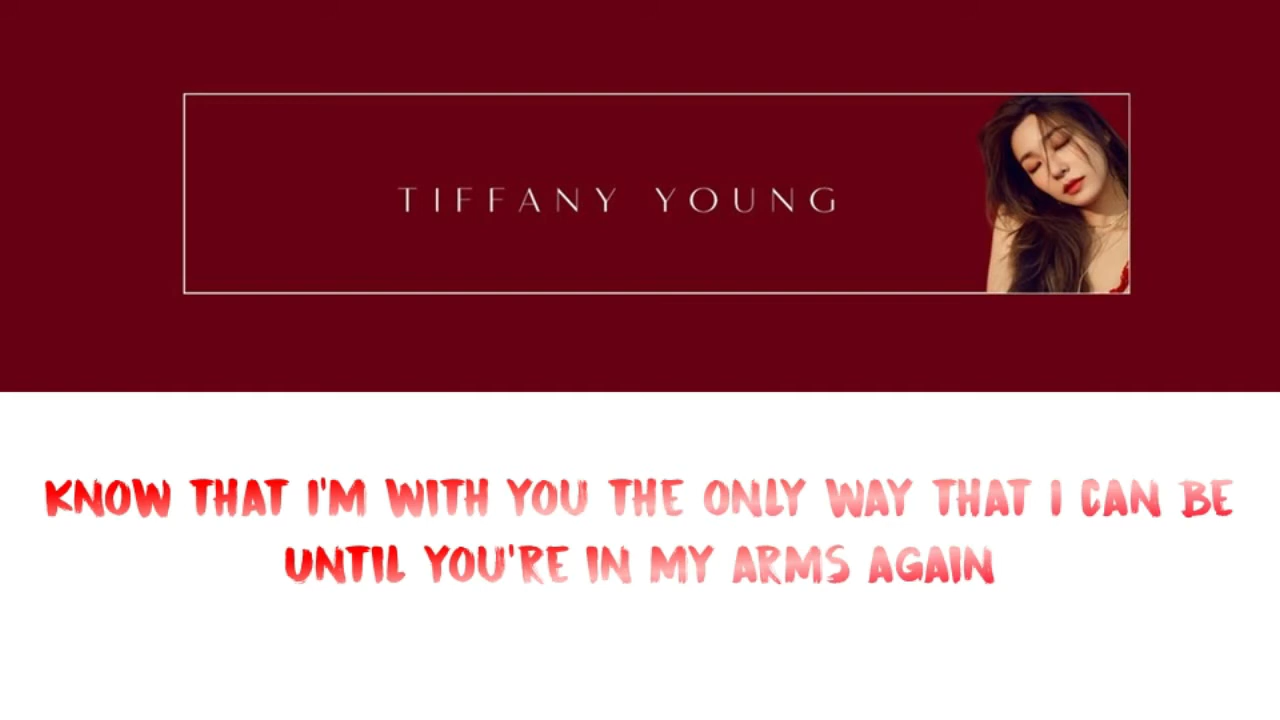 TIFFANY YOUNG
KNOW THAT I'M WITH YOU THE ONLY WAY THAT I CAN BE
UNTIL YOU'RE IN MY ARMS AGAIN